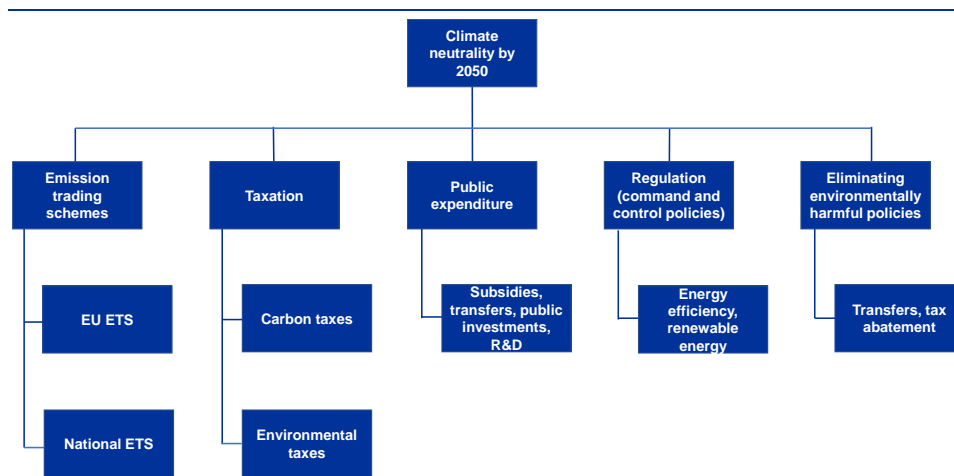 Climate
neutrality by
2050
Emission
trading
schemes
Taxation
Public
expenditure
Regulation
(command and
control policies)
Eliminating
environmentally
harmful policies
EU ETS
Carbon taxes
Subsidies,
transfers, public
investments,
R&D
Energy
efficiency,
renewable
energy
Transfers, tax
abatement
National ETS
Environmental
taxes